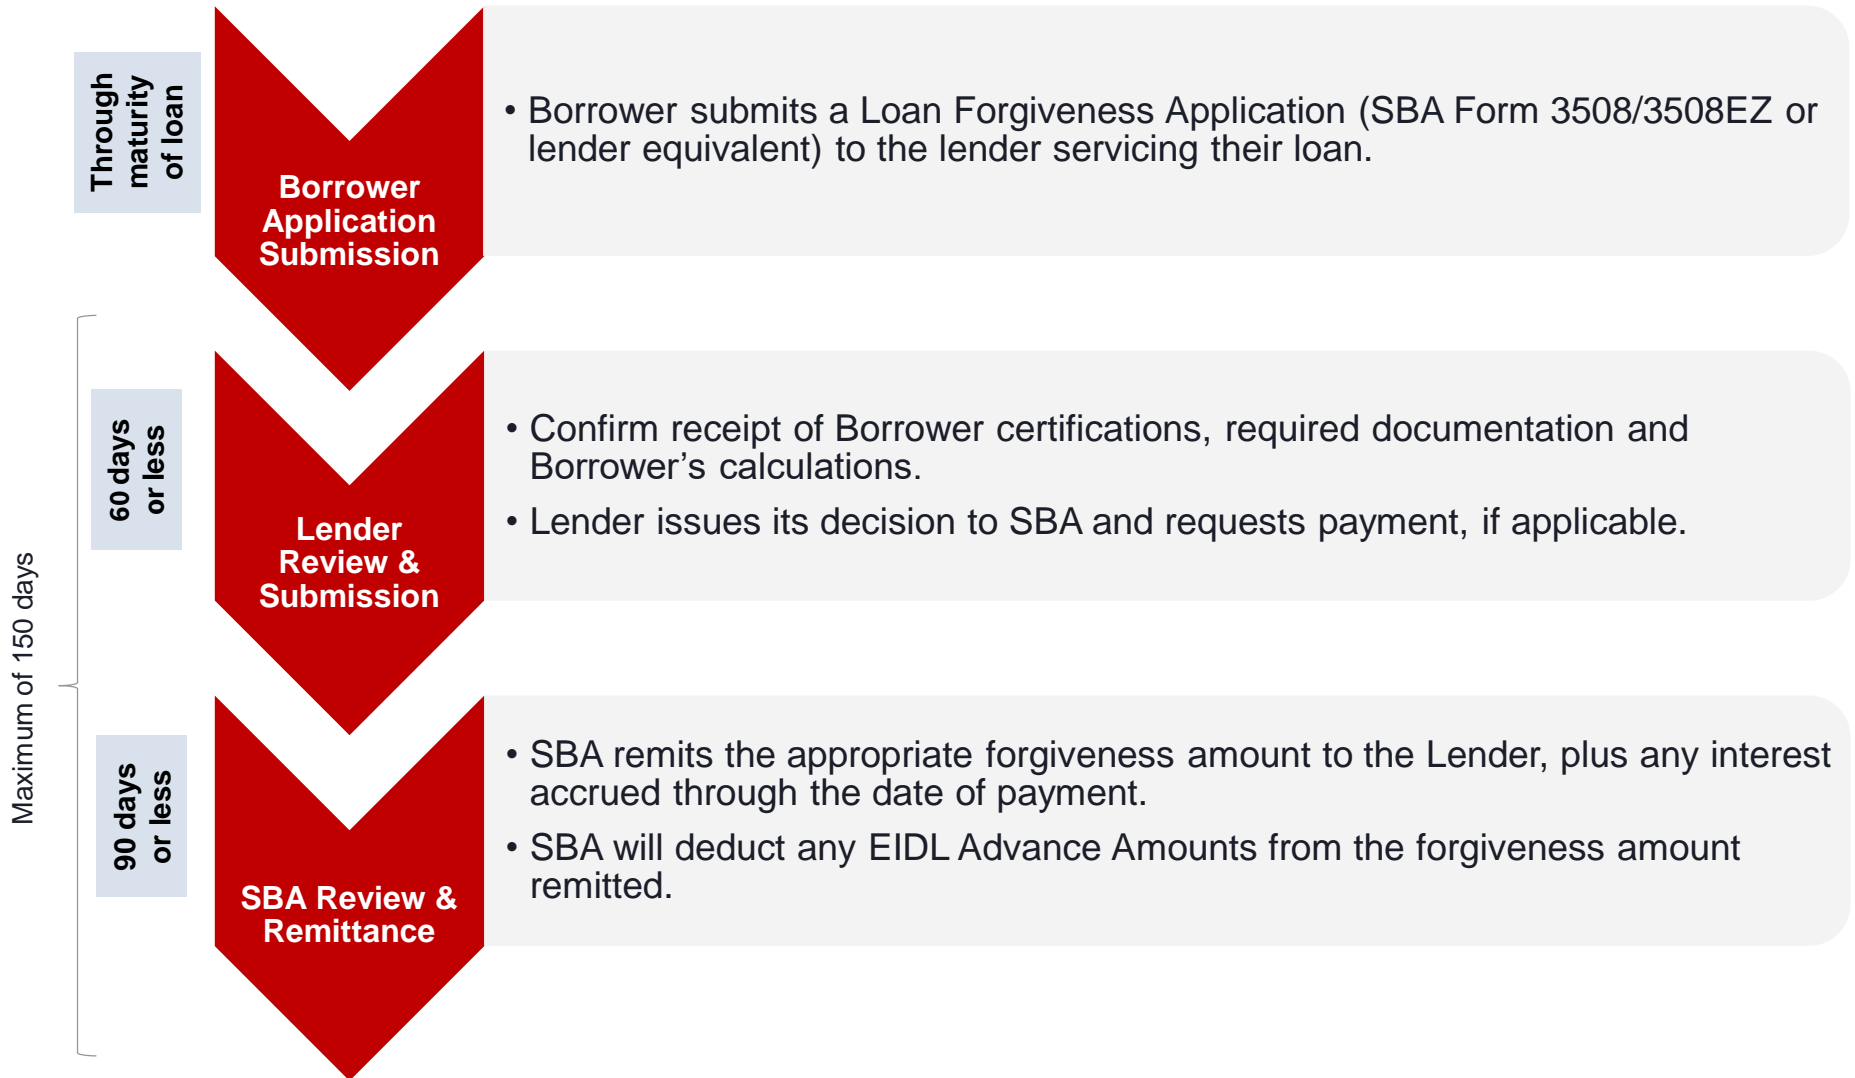 Through
maturity
of loan
Borrower
Application
Submission
• Borrower submits a Loan Forgiveness Application (SBA Form 3508/3508EZ or
lender equivalent) to the lender servicing their loan.
Maximum of 150 days
60 days
or less
Lender
Review &
Submission
• Confirm receipt of Borrower certifications, required documentation and
Borrower’s calculations.
• Lender issues its decision to SBA and requests payment, if applicable.
90 days
or less
SBA Review &
Remittance
• SBA remits the appropriate forgiveness amount to the Lender, plus any interest
accrued through the date of payment.
• SBA will deduct any EIDL Advance Amounts from the forgiveness amount
remitted.